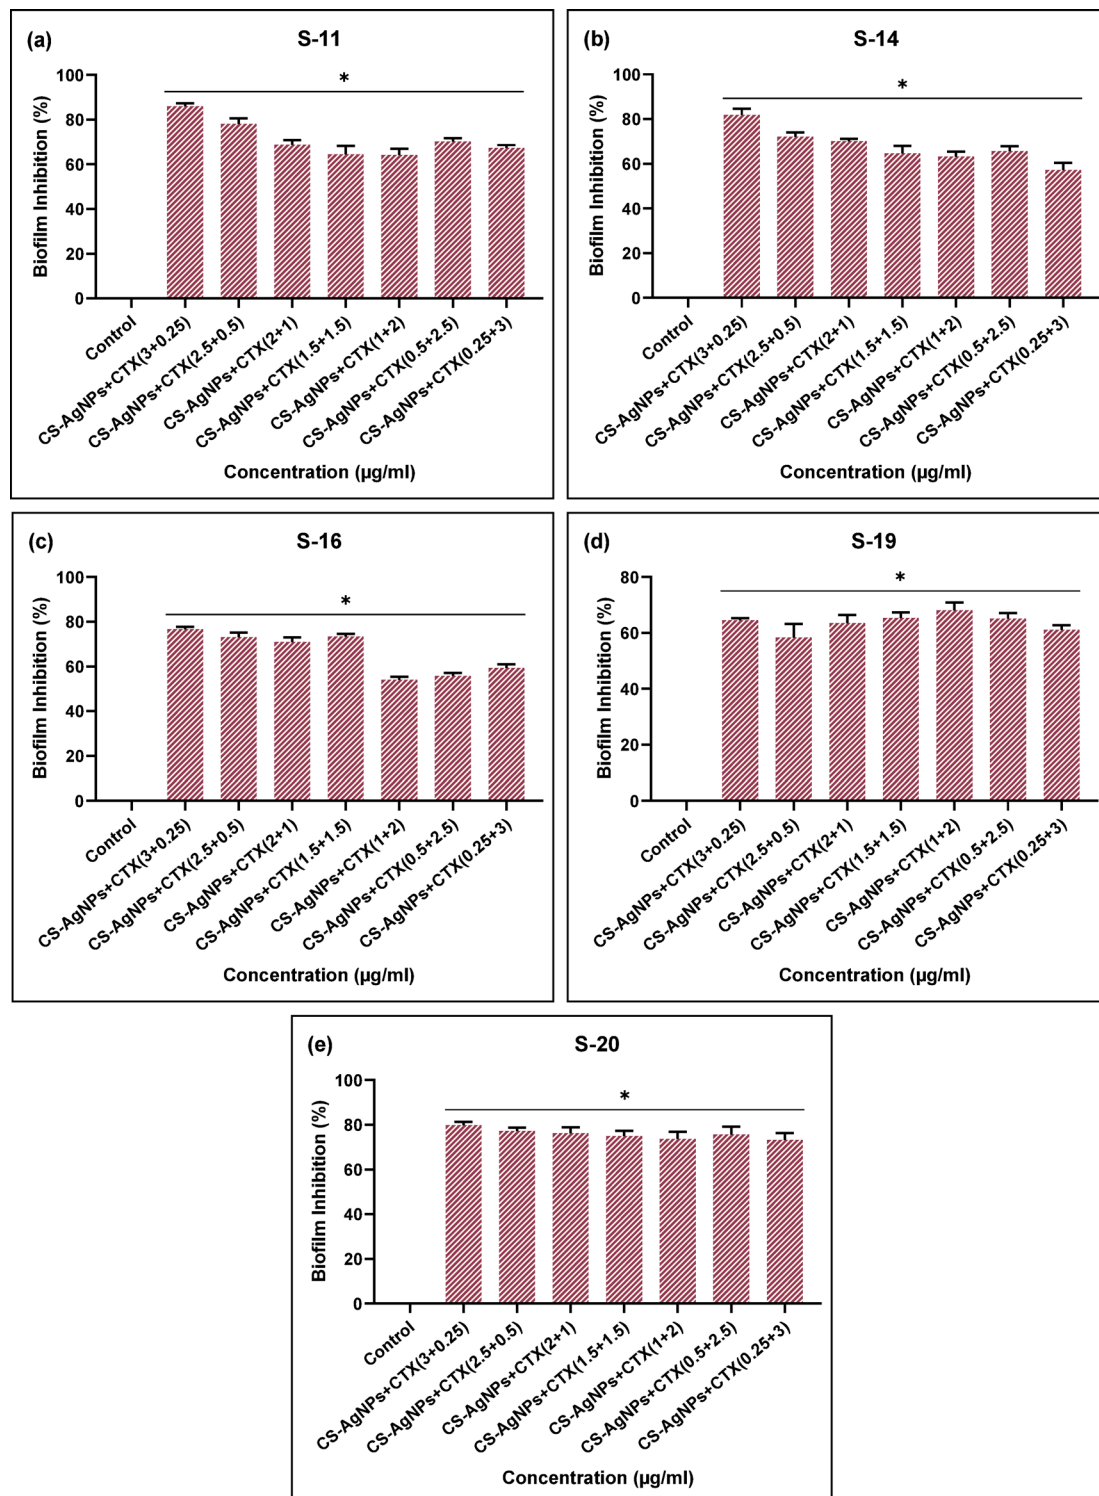 (a)
S-11
Biofilm Inhibition (%)
100
80
60
40
20
0
*
Control
CS-AgNPs+CTX(3+0.25)
CS-AgNPs+CTX(2.5+0.5)
CS-AgNPs+CTX(2+1)
CS-AgNPs+CTX(1.5+1.5)
CS-AgNPs+CTX(1+2)
CS-AgNPs+CTX(0.5+2.5)
CS-AgNPs+CTX(0.25+3)
Concentration (µg/ml)
(b)
S-14
Biofilm Inhibition (%)
100
80
60
40
20
0
*
Control
CS-AgNPs+CTX(3+0.25)
CS-AgNPs+CTX(2.5+0.5)
CS-AgNPs+CTX(2+1)
CS-AgNPs+CTX(1.5+1.5)
CS-AgNPs+CTX(1+2)
CS-AgNPs+CTX(0.5+2.5)
CS-AgNPs+CTX(0.25+3)
Concentration (µg/ml)
(c)
S-16
Biofilm Inhibition (%)
100
80
60
40
20
0
*
Control
CS-AgNPs+CTX(3+0.25)
CS-AgNPs+CTX(2.5+0.5)
CS-AgNPs+CTX(2+1)
CS-AgNPs+CTX(1.5+1.5)
CS-AgNPs+CTX(1+2)
CS-AgNPs+CTX(0.5+2.5)
CS-AgNPs+CTX(0.25+3)
Concentration (µg/ml)
(d)
S-19
Biofilm Inhibition (%)
80
60
40
20
0
*
Control
CS-AgNPs+CTX(3+0.25)
CS-AgNPs+CTX(2.5+0.5)
CS-AgNPs+CTX(2+1)
CS-AgNPs+CTX(1.5+1.5)
CS-AgNPs+CTX(1+2)
CS-AgNPs+CTX(0.5+2.5)
CS-AgNPs+CTX(0.25+3)
Concentration (µg/ml)
(e)
S-20
Biofilm Inhibition (%)
100
80
60
40
20
0
*
Control
CS-AgNPs+CTX(3+0.25)
CS-AgNPs+CTX(2.5+0.5)
CS-AgNPs+CTX(2+1)
CS-AgNPs+CTX(1.5+1.5)
CS-AgNPs+CTX(1+2)
CS-AgNPs+CTX(0.5+2.5)
CS-AgNPs+CTX(0.25+3)
Concentration (µg/ml)